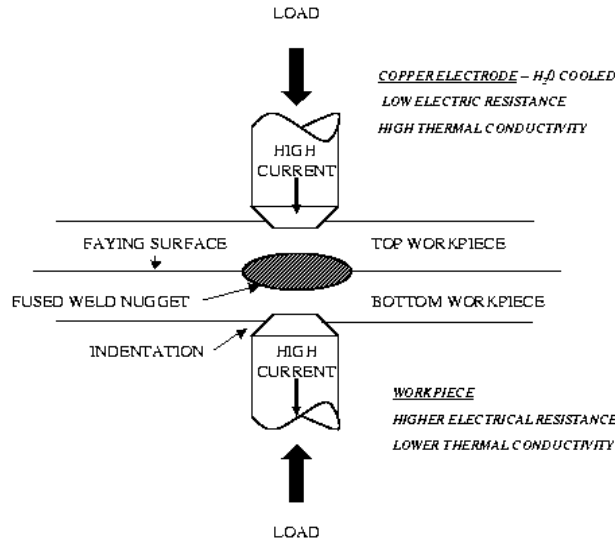 LOAD
COPPER ELECTRODE – H₂0 COOLED
LOW ELECTRIC RESISTANCE
HIGH THERMAL CONDUCTIVITY
HIGH
CURRENT
FAYING SURFACE
TOP WORKPIECE
FUSED WELD NUGGET
BOTTOM WORKPIECE
INDENTATION
HIGH
CURRENT
WORKPIECE
HIGHER ELECTRICAL RESISTANCE
LOWER THERMAL CONDUCTIVITY
LOAD